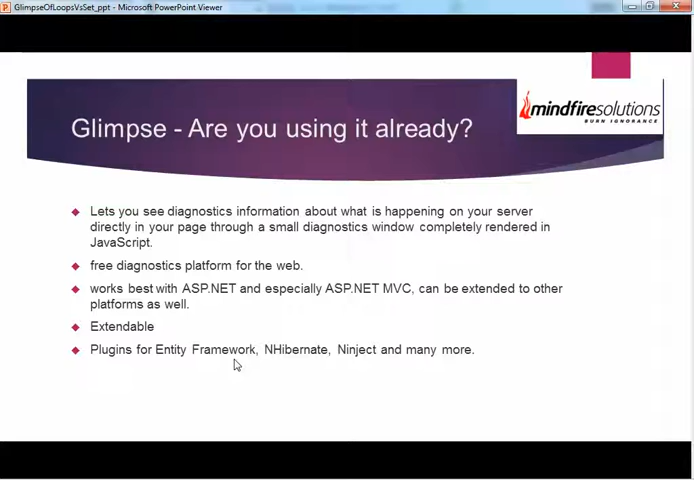 GlimpseOfLoopsVsSet_ppt - Microsoft PowerPoint Viewer
mindfiresolutions
BURN IGNORANCE
Glimpse - Are you using it already?
Lets you see diagnostics information about what is happening on your server
directly in your page through a small diagnostics window completely rendered in
JavaScript.
free diagnostics platform for the web.
works best with ASP.NET and especially ASP.NET MVC, can be extended to other
platforms as well.
Extendable
Plugins for Entity Framework, NHibernate, Ninject and many more.